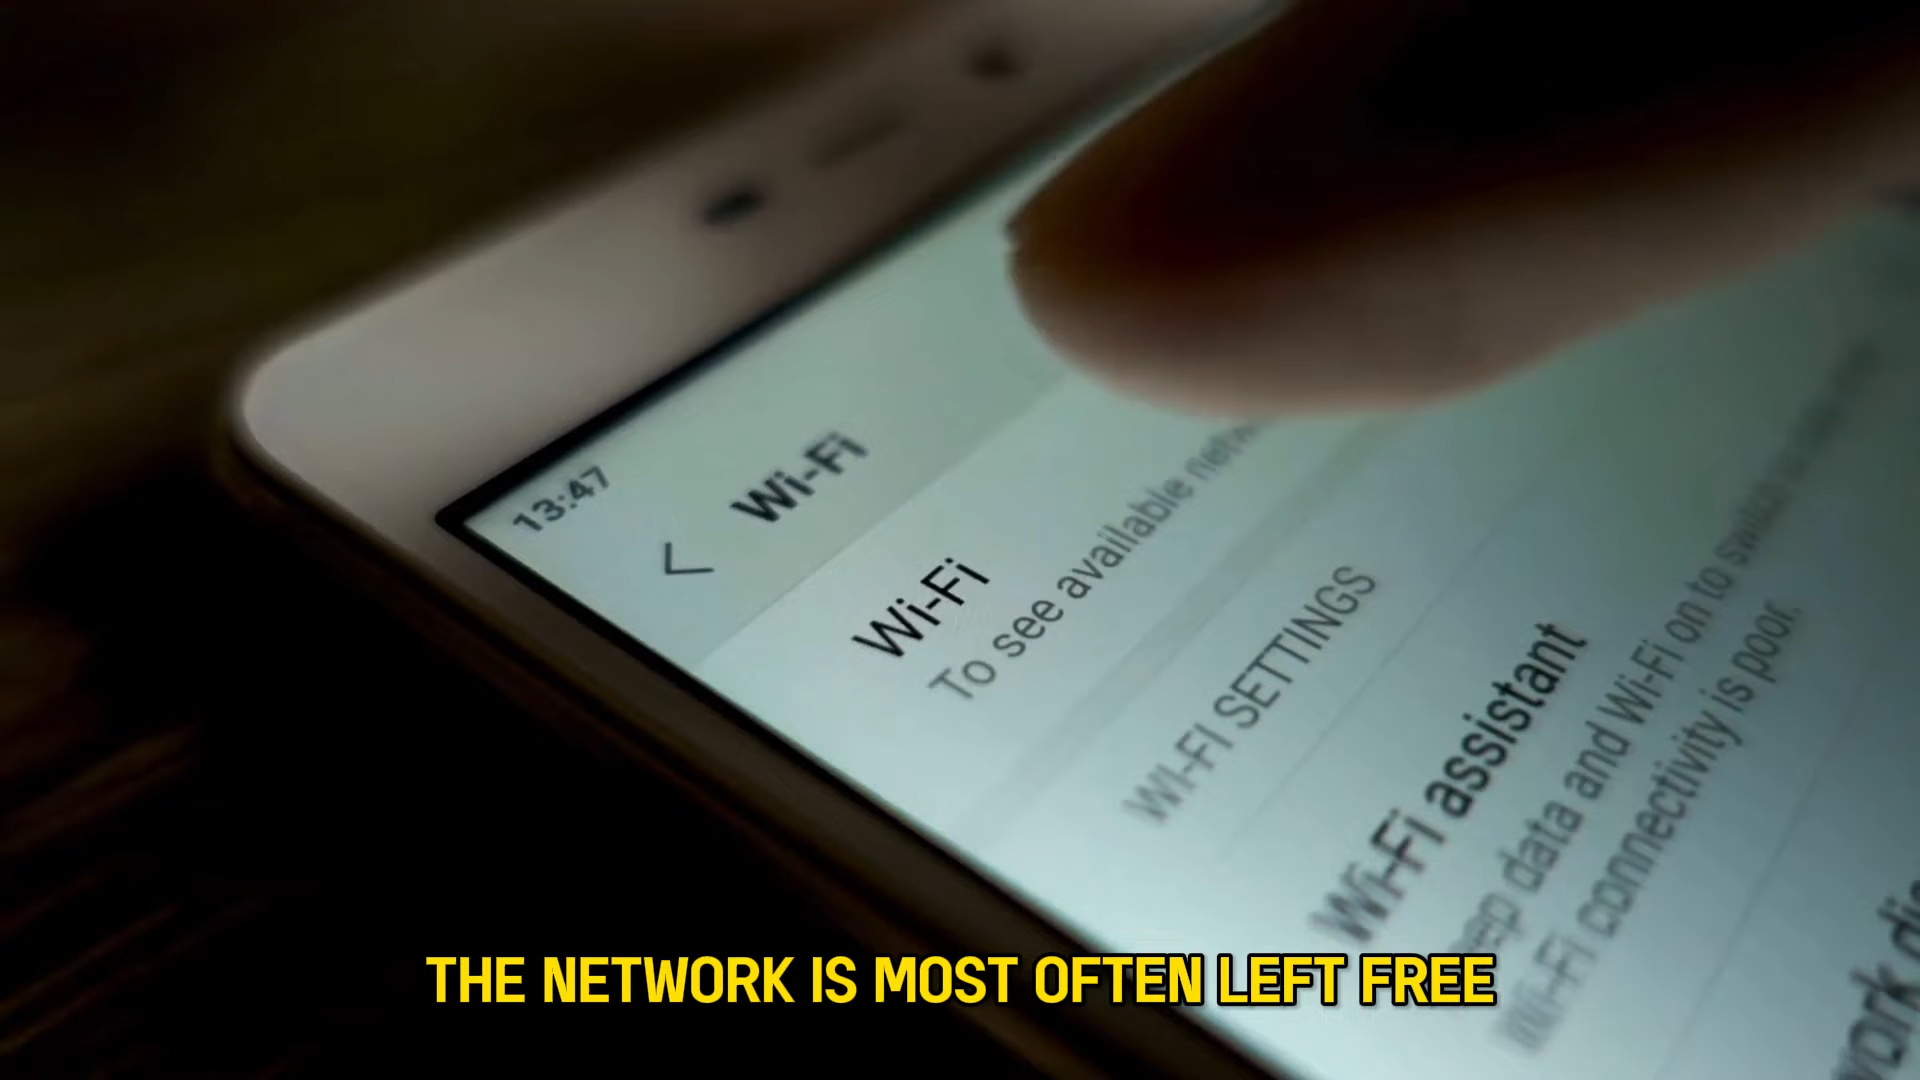 13:47
Wi-Fi
Wi-Fi
To see available
WI-FI SETTINGS
Wi-Fi assistant
data and Wi-Fi on to switch
Wi-Fi connectivity is poor.
THE NETWORK IS MOST OFTEN LEFT FREE